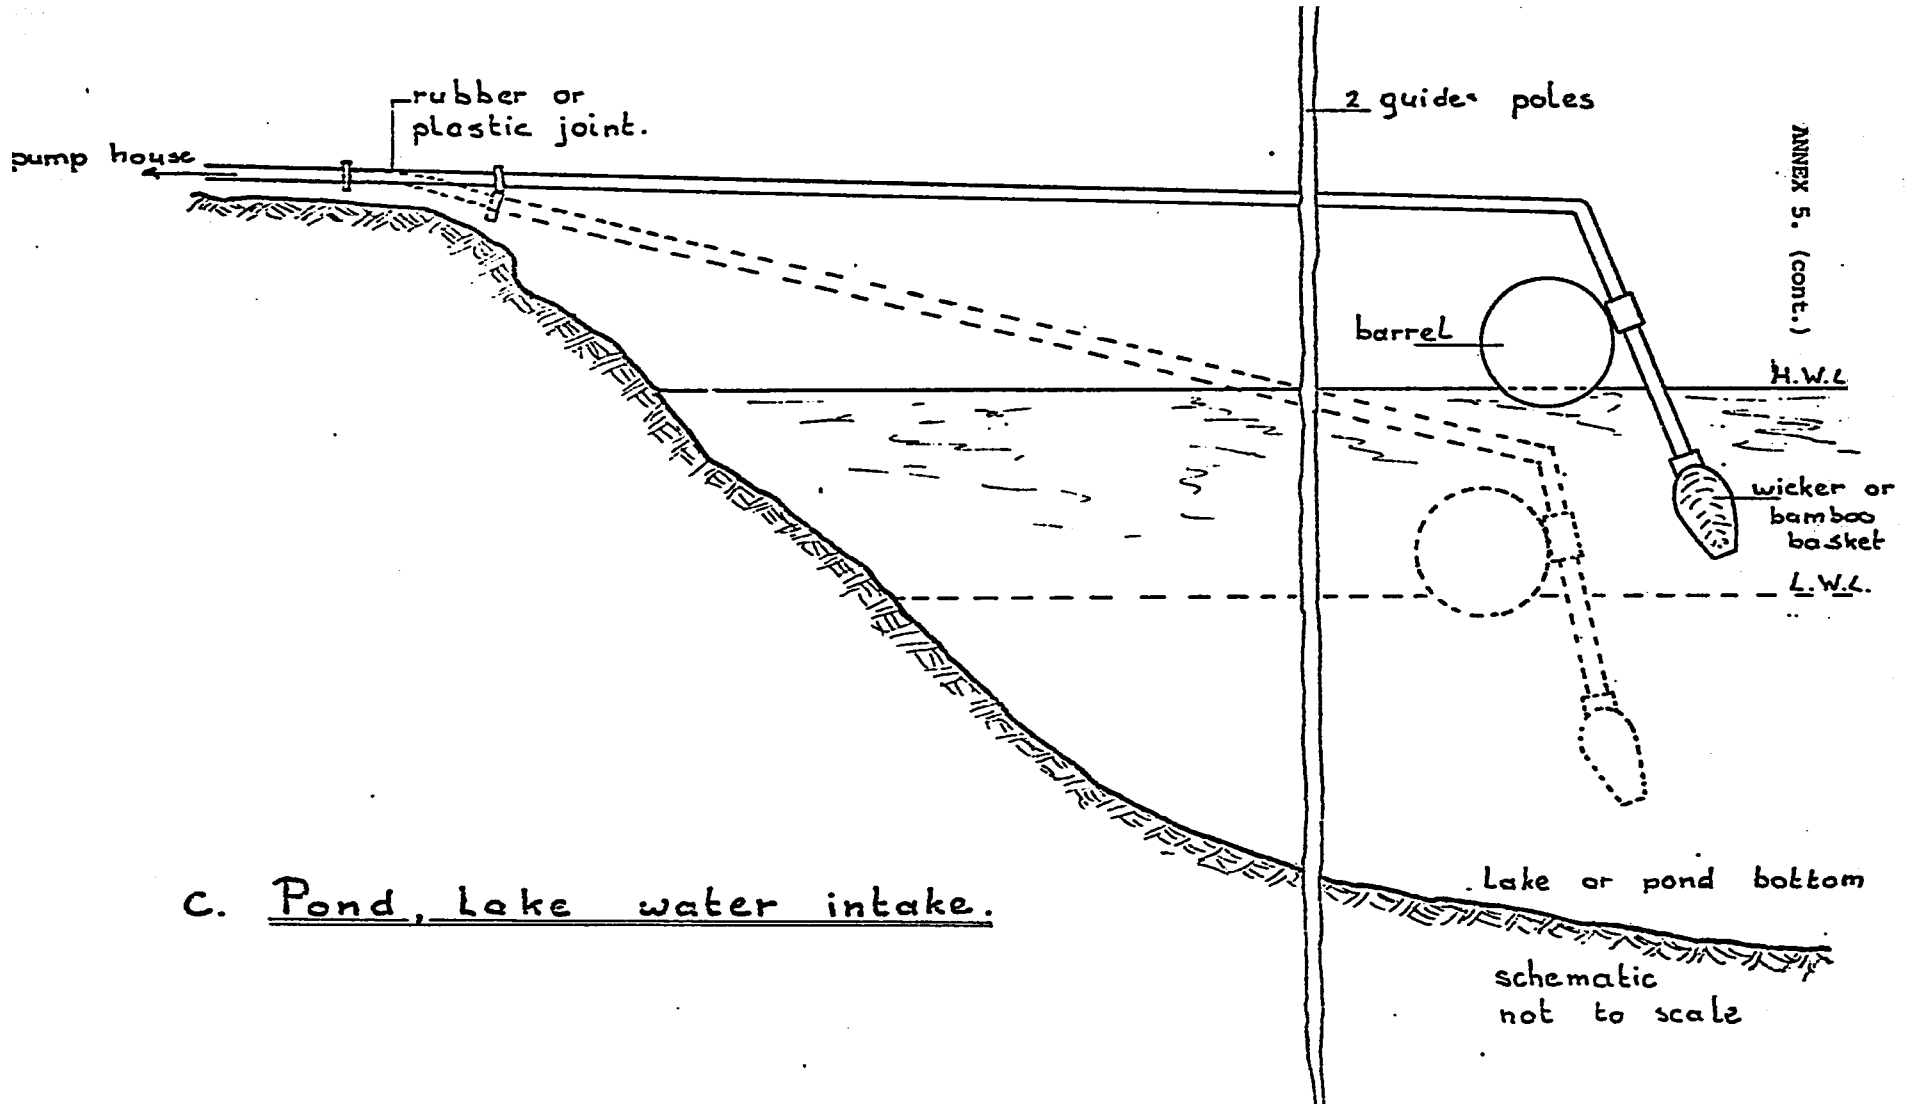 ANNEX 5. (cont.)
rubber or
plastic joint.
2 guide poles
pump house
barrel
H.W.L
wicker or
bamboo
basket
L.W.L.
Lake or pond bottom
C. Pond, Lake water intake.
schematic
not to scale